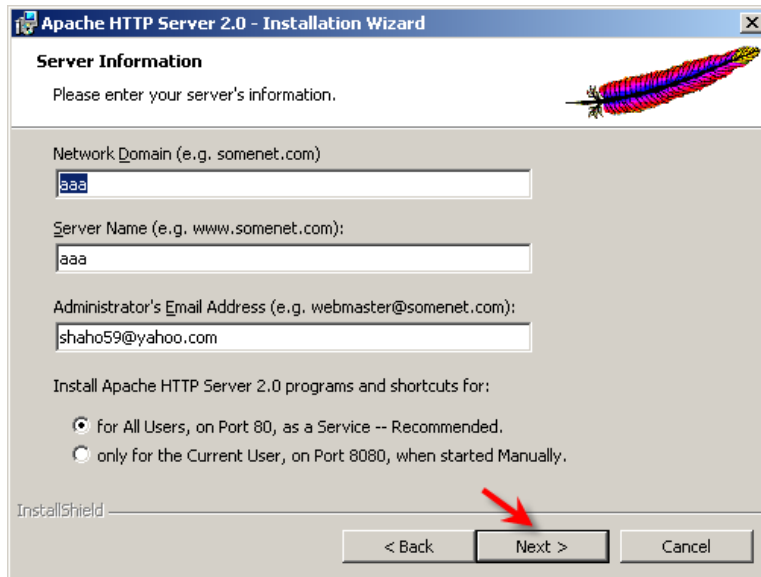 Apache HTTP Server 2.0 - Installation Wizard
Server Information
Please enter your server's information.
Network Domain (e.g. somenet.com)
aaa
Server Name (e.g. www.somenet.com):
aaa
Administrator's Email Address (e.g. webmaster@somenet.com):
shaho59@yahoo.com
Install Apache HTTP Server 2.0 programs and shortcuts for:
for All Users, on Port 80, as a Service -- Recommended.
only for the Current User, on Port 8080, when started Manually.
InstallShield
< Back Next > Cancel